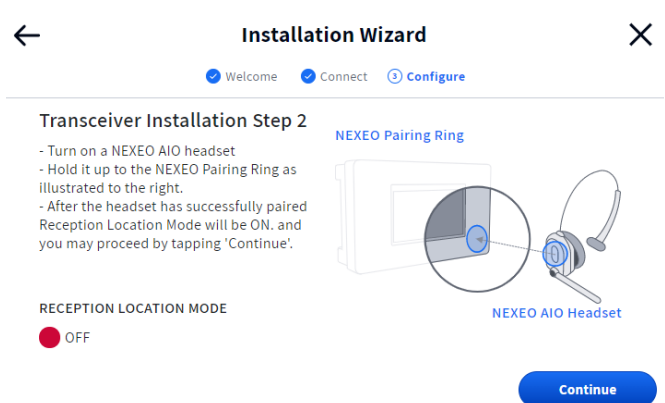 Installation Wizard
Welcome
Connect
3 Configure
Transceiver Installation Step 2
NEXEO Pairing Ring
- Turn on a NEXEO AIO headset
- Hold it up to the NEXEO Pairing Ring as
illustrated to the right.
- After the headset has successfully paired
Reception Location Mode will be ON. and
you may proceed by tapping 'Continue'.
NEXEO AIO Headset
RECEPTION LOCATION MODE
OFF
Continue